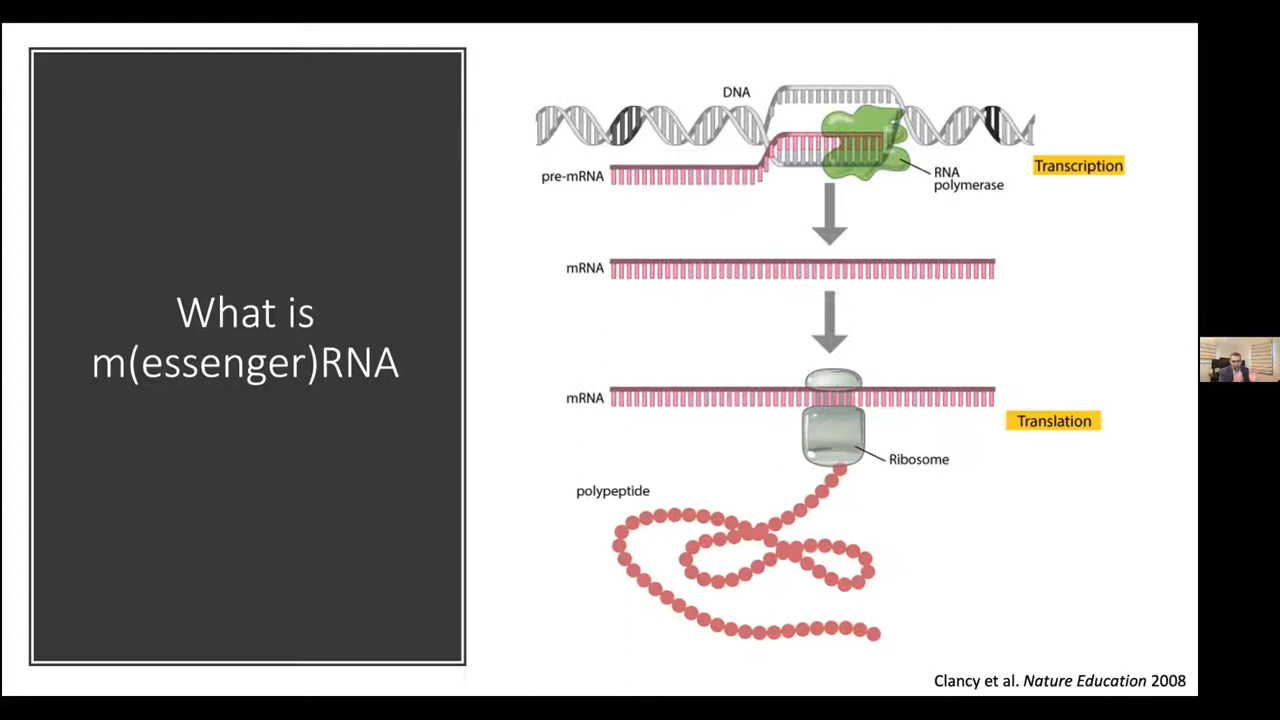 What is
m(essenger)RNA
DNA
pre-mRNA
RNA
polymerase
Transcription
mRNA
mRNA
Translation
Ribosome
polypeptide
Clancy et al. Nature Education 2008